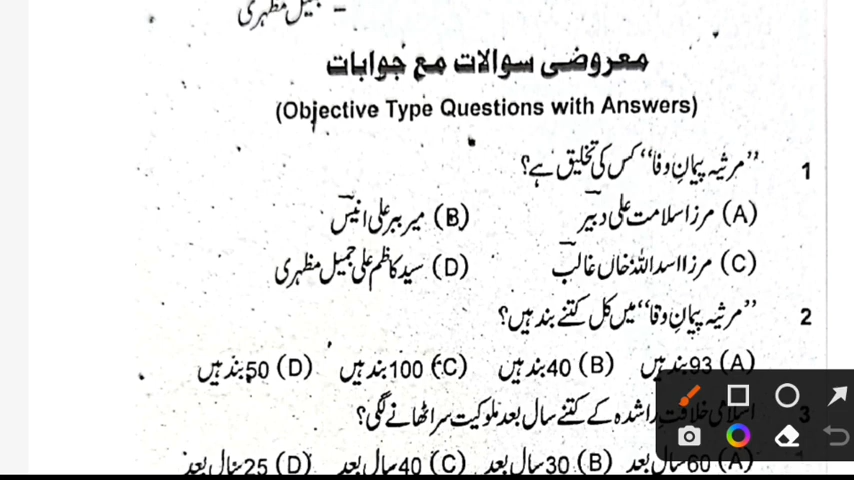 - جمیل مظہری
معروضی سوالات مع جوابات
(Objective Type Questions with Answers)
1 ’’مرثیہ پیمانِ وفا‘‘ کس کی تخلیق ہے؟
(A) مرزا سلامت علی دبیر (B) میر ببر علی انیس
(C) مرزا اسد اللہ خاں غالب (D) سید کاظم علی جمیل مظہری
2 ’’مرثیہ پیمانِ وفا‘‘ میں کل کتنے بند ہیں؟
(A) 93 بند ہیں (B) 40 بند ہیں (C) 100 بند ہیں (D) 50 بند ہیں
3 اسلامی خلافت راشدہ کے کتنے سال بعد ملوکیت سر اٹھانے لگی؟
(A) 60 سال بعد (B) 30 سال بعد (C) 40 سال بعد (D) 25 سال بعد